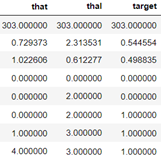 that thal target
303.000000 303.000000 303.000000
0.729373 2.313531 0.544554
1.022606 0.612277 0.498835
0.000000 0.000000 0.000000
0.000000 2.000000 0.000000
0.000000 2.000000 1.000000
1.000000 3.000000 1.000000
4.000000 3.000000 1.000000